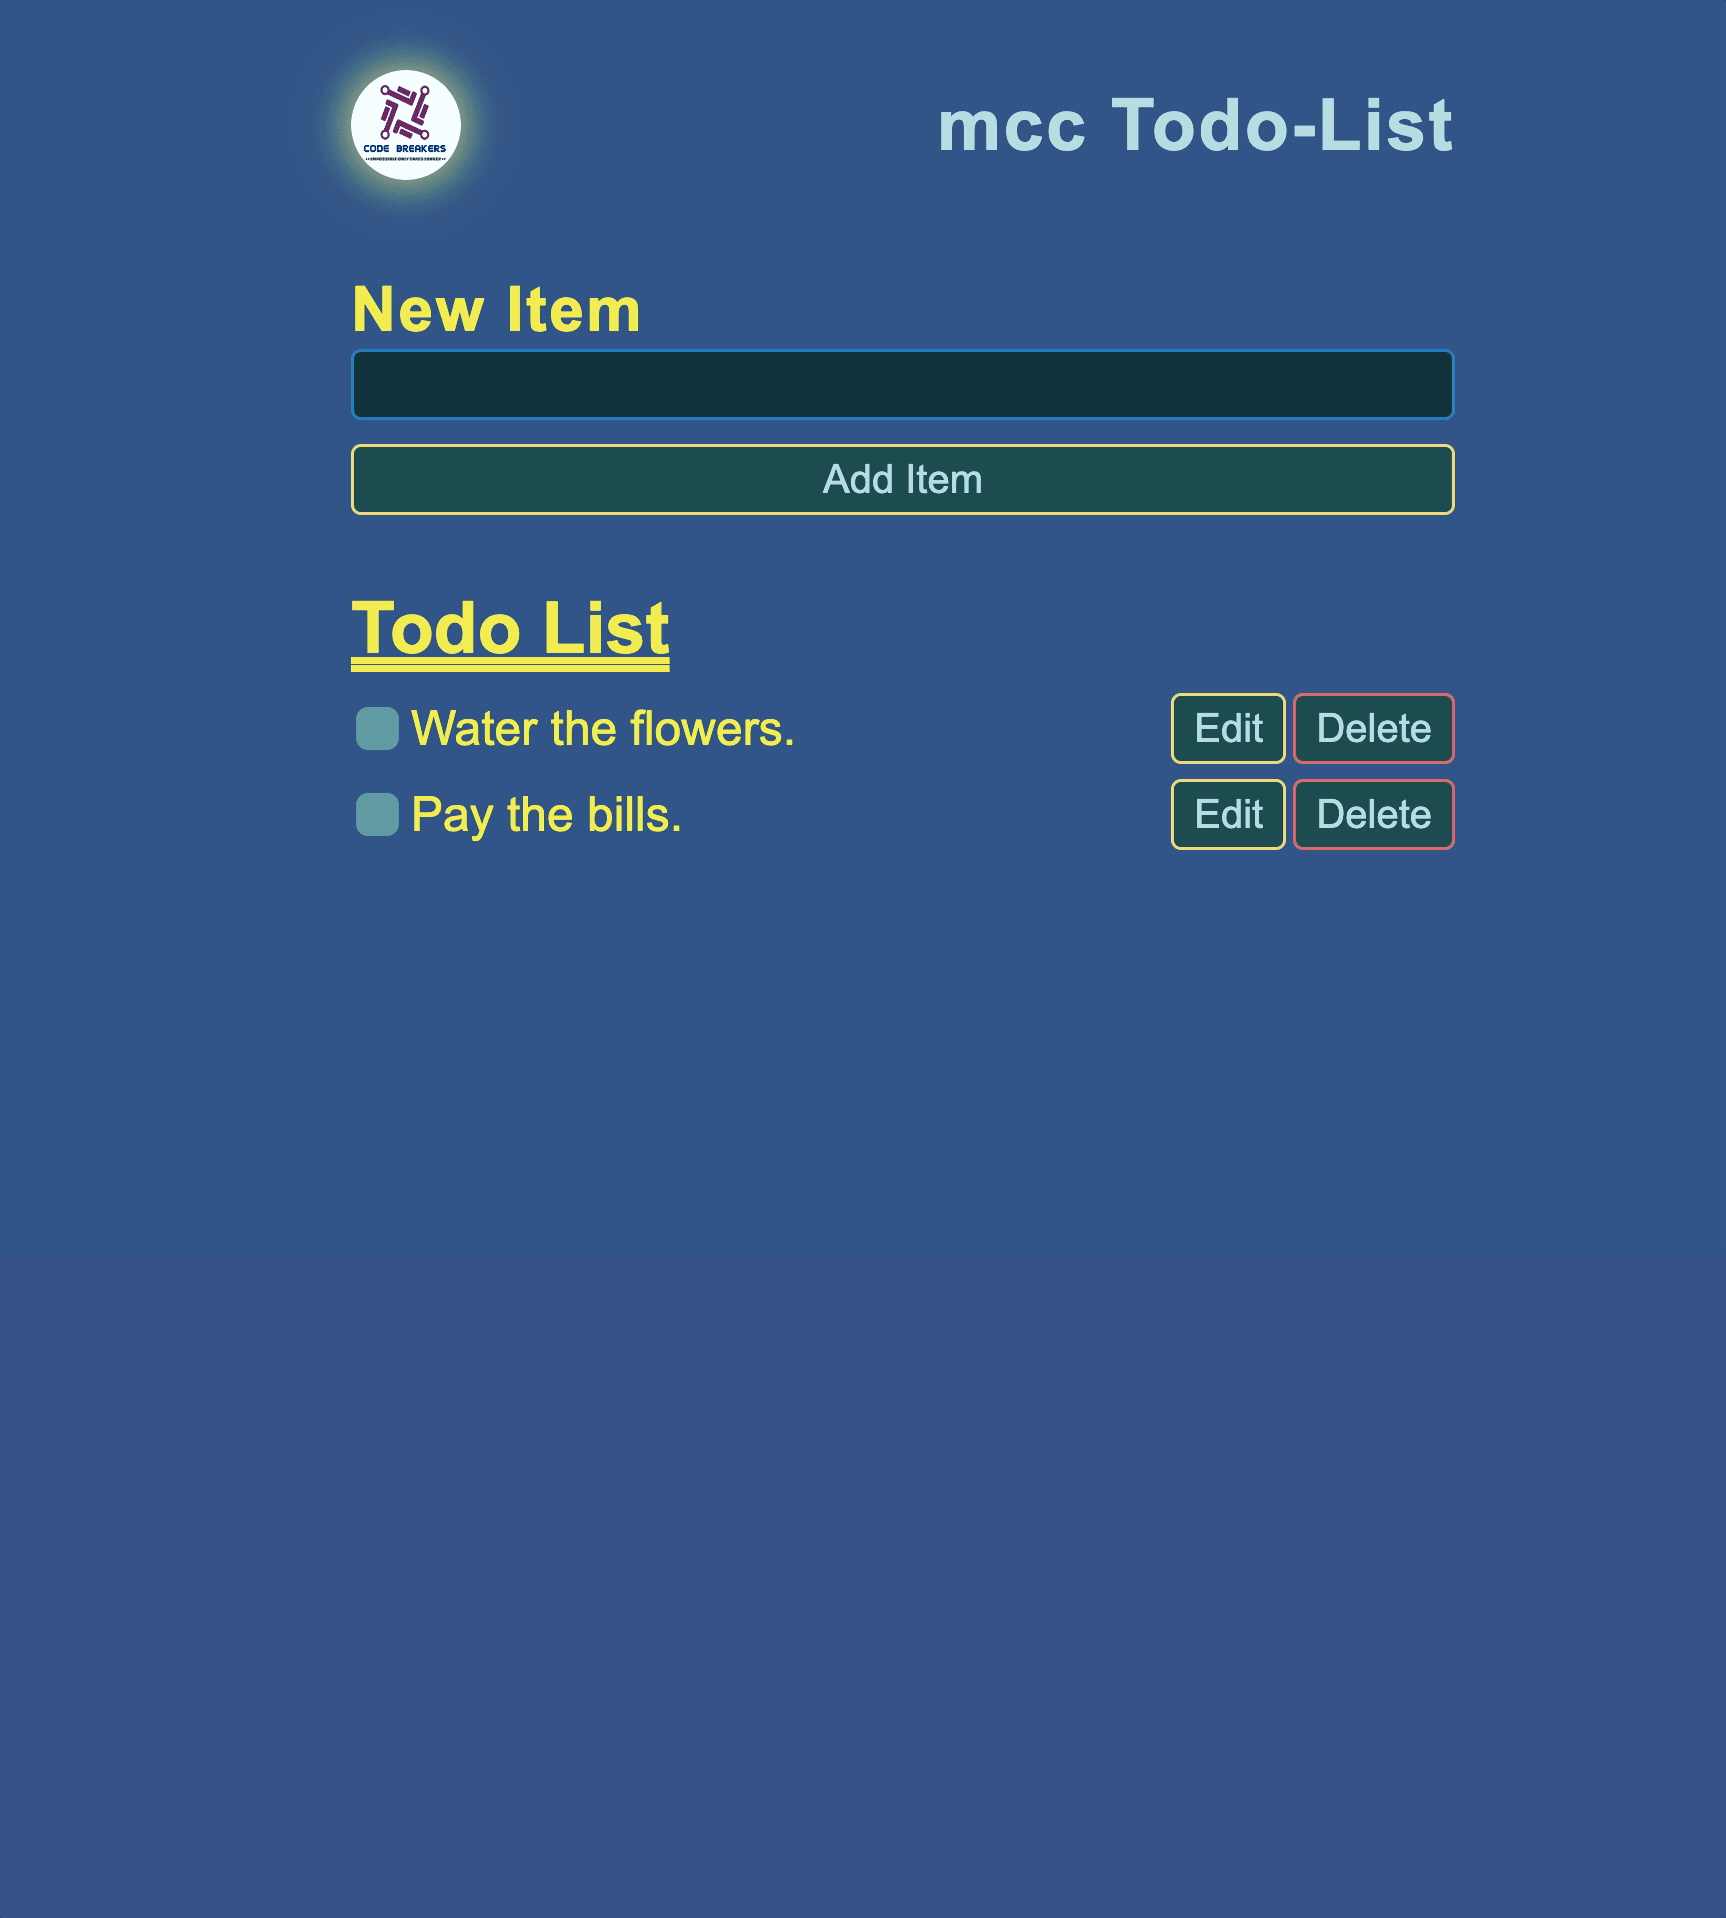 CODE BREAKERS
mcc Todo-List
New Item
Add Item
Todo List
Water the flowers. Edit Delete
Pay the bills. Edit Delete